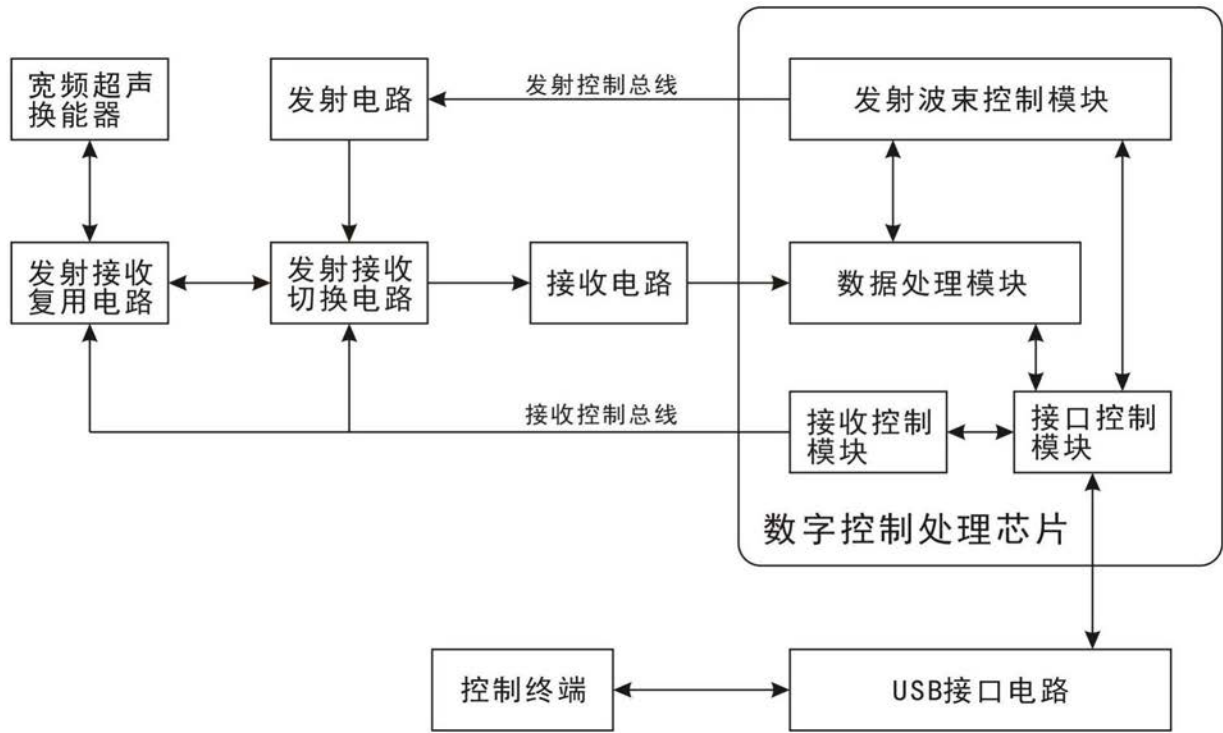 宽频超声
换能器
发射电路
发射控制总线
发射波束控制模块
发射接收
复用电路
发射接收
切换电路
接收电路
数据处理模块
接收控制总线
接收控制
模块
接口控制
模块
数字控制处理芯片
控制终端
USB接口电路